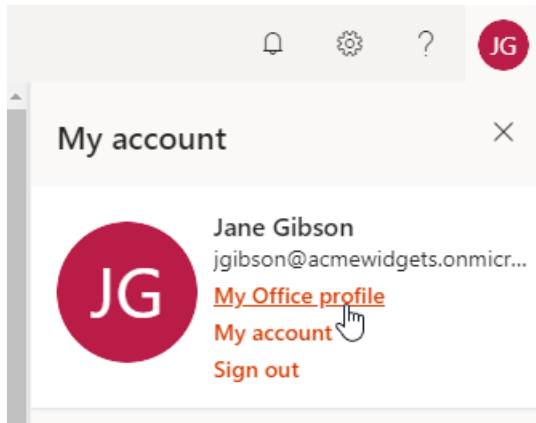 JG
My account
JG
Jane Gibson
jgibson@acmewidgets.onmicr...
My Office profile
My account
Sign out